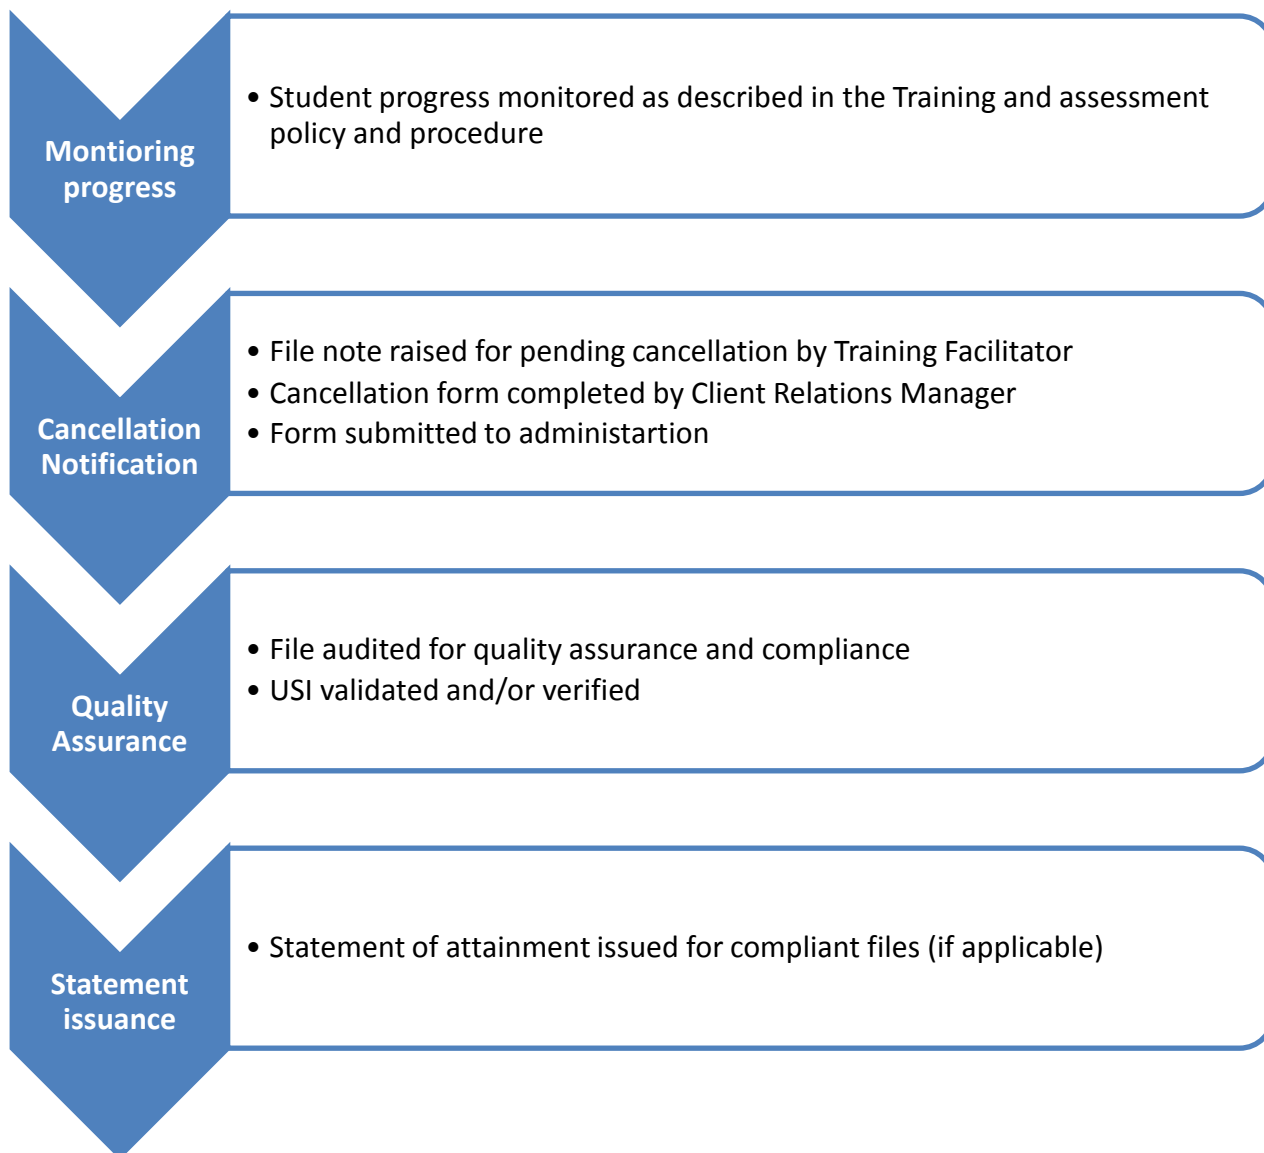 Montioring
progress
• Student progress monitored as described in the Training and assessment
policy and procedure
Cancellation
Notification
• File note raised for pending cancellation by Training Facilitator
• Cancellation form completed by Client Relations Manager
• Form submitted to administartion
Quality
Assurance
• File audited for quality assurance and compliance
• USI validated and/or verified
Statement
issuance
• Statement of attainment issued for compliant files (if applicable)